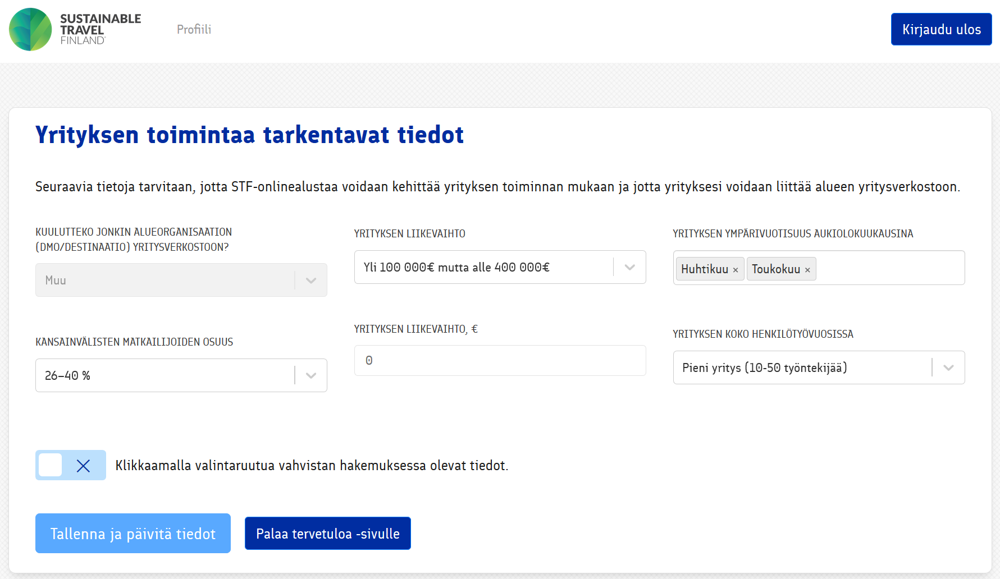 SUSTAINABLE
TRAVEL
FINLAND
Profiili
Kirjaudu ulos
Yrityksen toimintaa tarkentavat tiedot
Seuraavia tietoja tarvitaan, jotta STF-onlinealustaa voidaan kehittää yrityksen toiminnan mukaan ja jotta yrityksesi voidaan liittää alueen yritysverkostoon.
KUULUTTEKO JONKIN ALUEORGANISAATION
(DMO/DESTINAATIO) YRITYSVERKOSTOON?
Muu
YRITYKSEN LIIKEVAIHTO
Yli 100 000€ mutta alle 400 000€
YRITYKSEN YMPÄRIVUOTISUUS AUKIOLOKUUKAUSINA
Huhtikuu × Toukokuu ×
KANSAINVÄLISTEN MATKAILIJOIDEN OSUUS
26–40 %
YRITYKSEN LIIKEVAIHTO, €
0
YRITYKSEN KOKO HENKILÖTYÖVUOSISSA
Pieni yritys (10-50 työntekijää)
Klikkaamalla valintaruutua vahvistan hakemuksessa olevat tiedot.
Tallenna ja päivitä tiedot
Palaa tervetuloa -sivulle